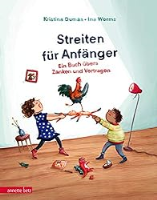 Kristina Dumas · Ina Worms
Streiten
für Anfänger
Ein Buch übers
Zanken und Vertragen
annette betz